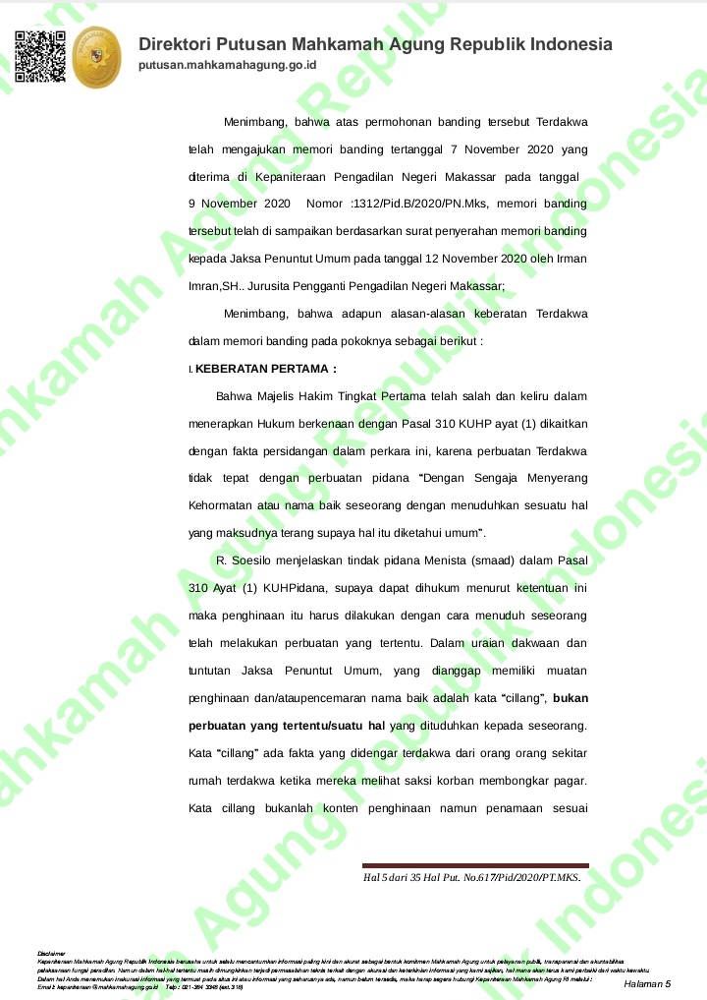 Direktori Putusan Mahkamah Agung Republik Indonesia
putusan.mahkamahagung.go.id
Menimbang, bahwa atas permohonan banding tersebut Terdakwa
telah mengajukan memori banding tertanggal 7 November 2020 yang
diterima di Kepaniteraan Pengadilan Negeri Makassar pada tanggal
9 November 2020 Nomor :1312/Pid.B/2020/PN.Mks, memori banding
tersebut telah di sampaikan berdasarkan surat penyerahan memori banding
kepada Jaksa Penuntut Umum pada tanggal 12 November 2020 oleh Irman
Imran,SH.. Jurusita Pengganti Pengadilan Negeri Makassar;
Menimbang, bahwa adapun alasan-alasan keberatan Terdakwa
dalam memori banding pada pokoknya sebagai berikut :
I. KEBERATAN PERTAMA :
Bahwa Majelis Hakim Tingkat Pertama telah salah dan keliru dalam
menerapkan Hukum berkenaan dengan Pasal 310 KUHP ayat (1) dikaitkan
dengan fakta persidangan dalam perkara ini, karena perbuatan Terdakwa
tidak tepat dengan perbuatan pidana “Dengan Sengaja Menyerang
Kehormatan atau nama baik seseorang dengan menuduhkan sesuatu hal
yang maksudnya terang supaya hal itu diketahui umum”.
R. Soesilo menjelaskan tindak pidana Menista (smaad) dalam Pasal
310 Ayat (1) KUHPidana, supaya dapat dihukum menurut ketentuan ini
maka penghinaan itu harus dilakukan dengan cara menuduh seseorang
telah melakukan perbuatan yang tertentu. Dalam uraian dakwaan dan
tuntutan Jaksa Penuntut Umum, yang dianggap memiliki muatan
penghinaan dan/ataupencemaran nama baik adalah kata “cillang”, bukan
perbuatan yang tertentu/suatu hal yang dituduhkan kepada seseorang.
Kata “cillang” ada fakta yang didengar terdakwa dari orang orang sekitar
rumah terdakwa ketika mereka melihat saksi korban membongkar pagar.
Kata cillang bukanlah konten penghinaan namun penamaan sesuai
Hal 5 dari 35 Hal Put. No.617/Pid/2020/PT.MKS.
Disclaimer
Kepaniteraan Mahkamah Agung Republik Indonesia berusaha untuk selalu mencantumkan informasi paling kini dan akurat sebagai bentuk komitmen Mahkamah Agung untuk pelayanan publik, transparansi dan akuntabilitas
pelaksanaan fungsi peradilan. Namun dalam hal-hal tertentu masih dimungkinkan terjadi permasalahan teknis terkait dengan akurasi dan keterkinian informasi yang kami sajikan, hal mana akan terus kami perbaiki dari waktu kewaktu.
Dalam hal Anda menemukan inakurasi informasi yang termuat pada situs ini atau informasi yang seharusnya ada, namun belum tersedia, maka harap segera hubungi Kepaniteraan Mahkamah Agung RI melalui :
Email : kepaniteraan@mahkamahagung.go.id Telp : 021-384 3348 (ext.318)
Halaman 5